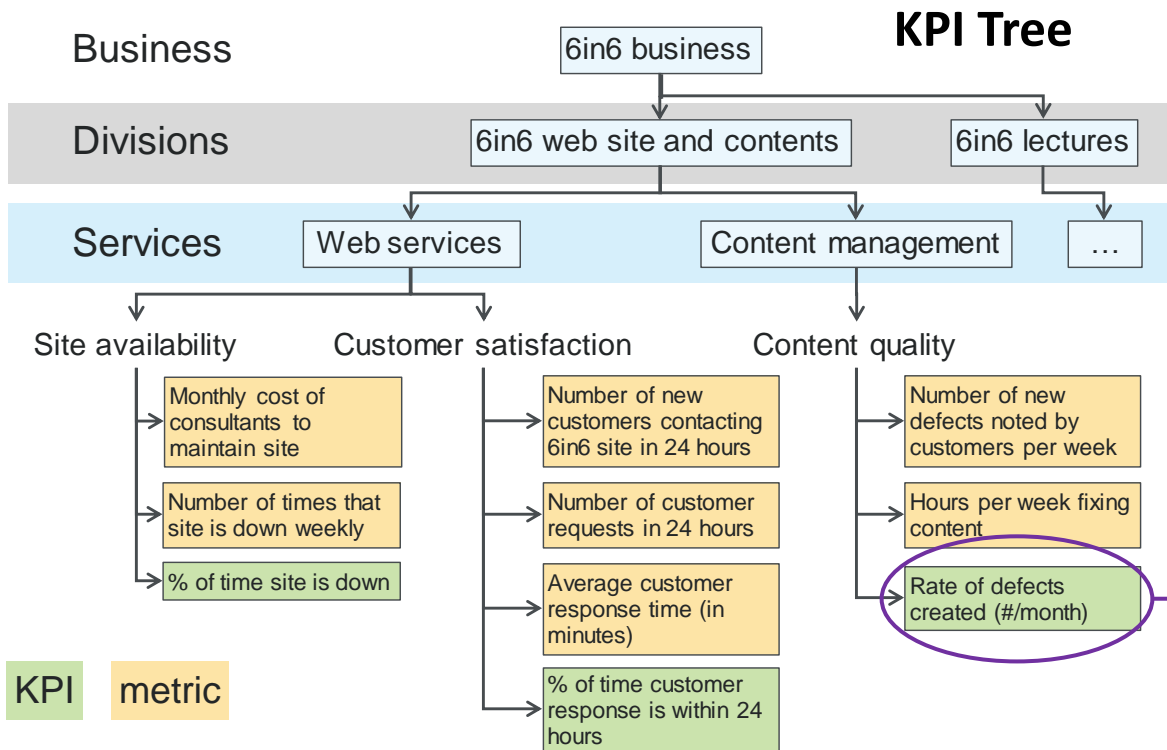 KPI Tree
Business
6in6 business
Divisions
6in6 web site and contents
6in6 lectures
Services
Web services
Content management
...
Site availability
Monthly cost of
consultants to
maintain site
Number of times that
site is down weekly
% of time site is down
Customer satisfaction
Number of new
customers contacting
6in6 site in 24 hours
Number of customer
requests in 24 hours
Average customer
response time (in
minutes)
% of time customer
response is within 24
hours
Content quality
Number of new
defects noted by
customers per week
Hours per week fixing
content
Rate of defects
created (#/month)
KPI
metric